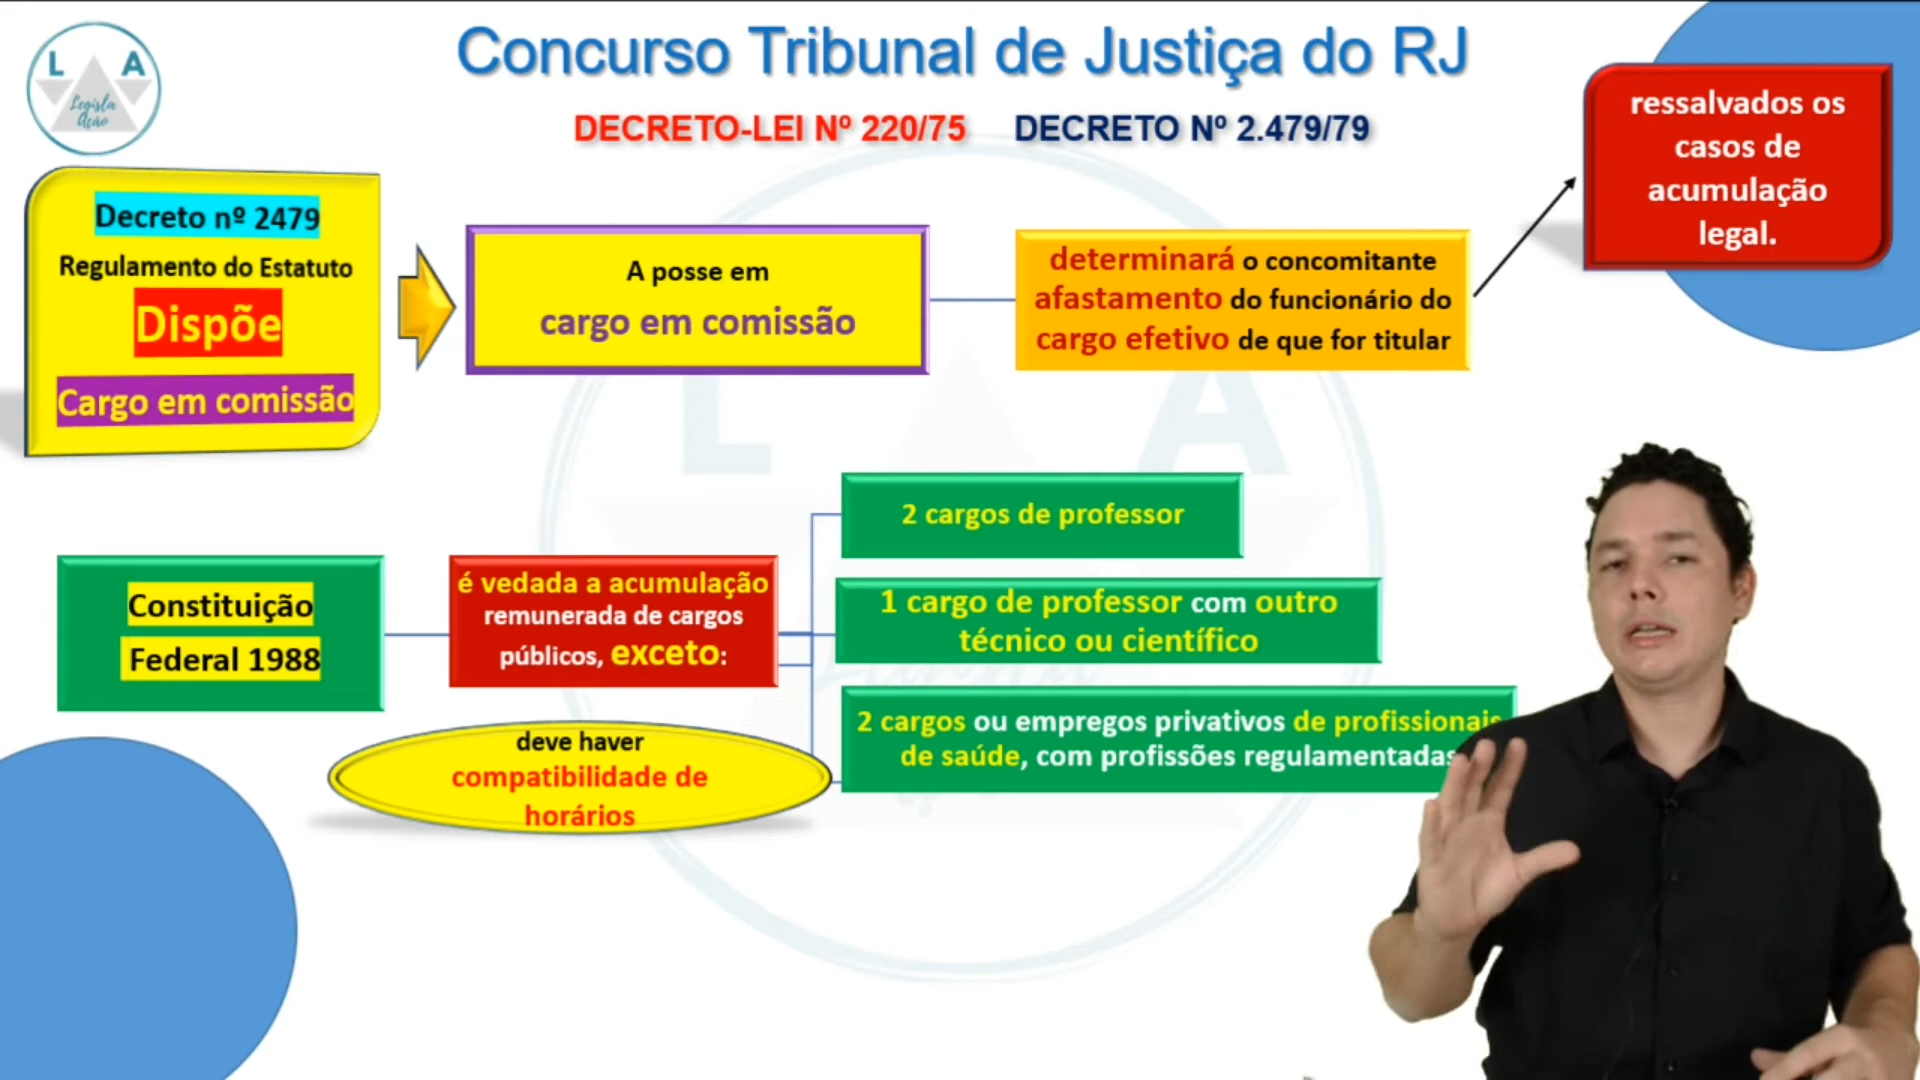 L A
Legisla
Ação
Concurso Tribunal de Justiça do RJ
DECRETO-LEI Nº 220/75 DECRETO Nº 2.479/79
ressalvados os
casos de
acumulação
legal.
Decreto nº 2479
Regulamento do Estatuto
Dispõe
Cargo em comissão
A posse em
cargo em comissão
determinará o concomitante
afastamento do funcionário do
cargo efetivo de que for titular
Constituição
Federal 1988
é vedada a acumulação
remunerada de cargos
públicos, exceto:
2 cargos de professor
1 cargo de professor com outro
técnico ou científico
2 cargos ou empregos privativos de profissionais
de saúde, com profissões regulamentadas
deve haver
compatibilidade de
horários
L A